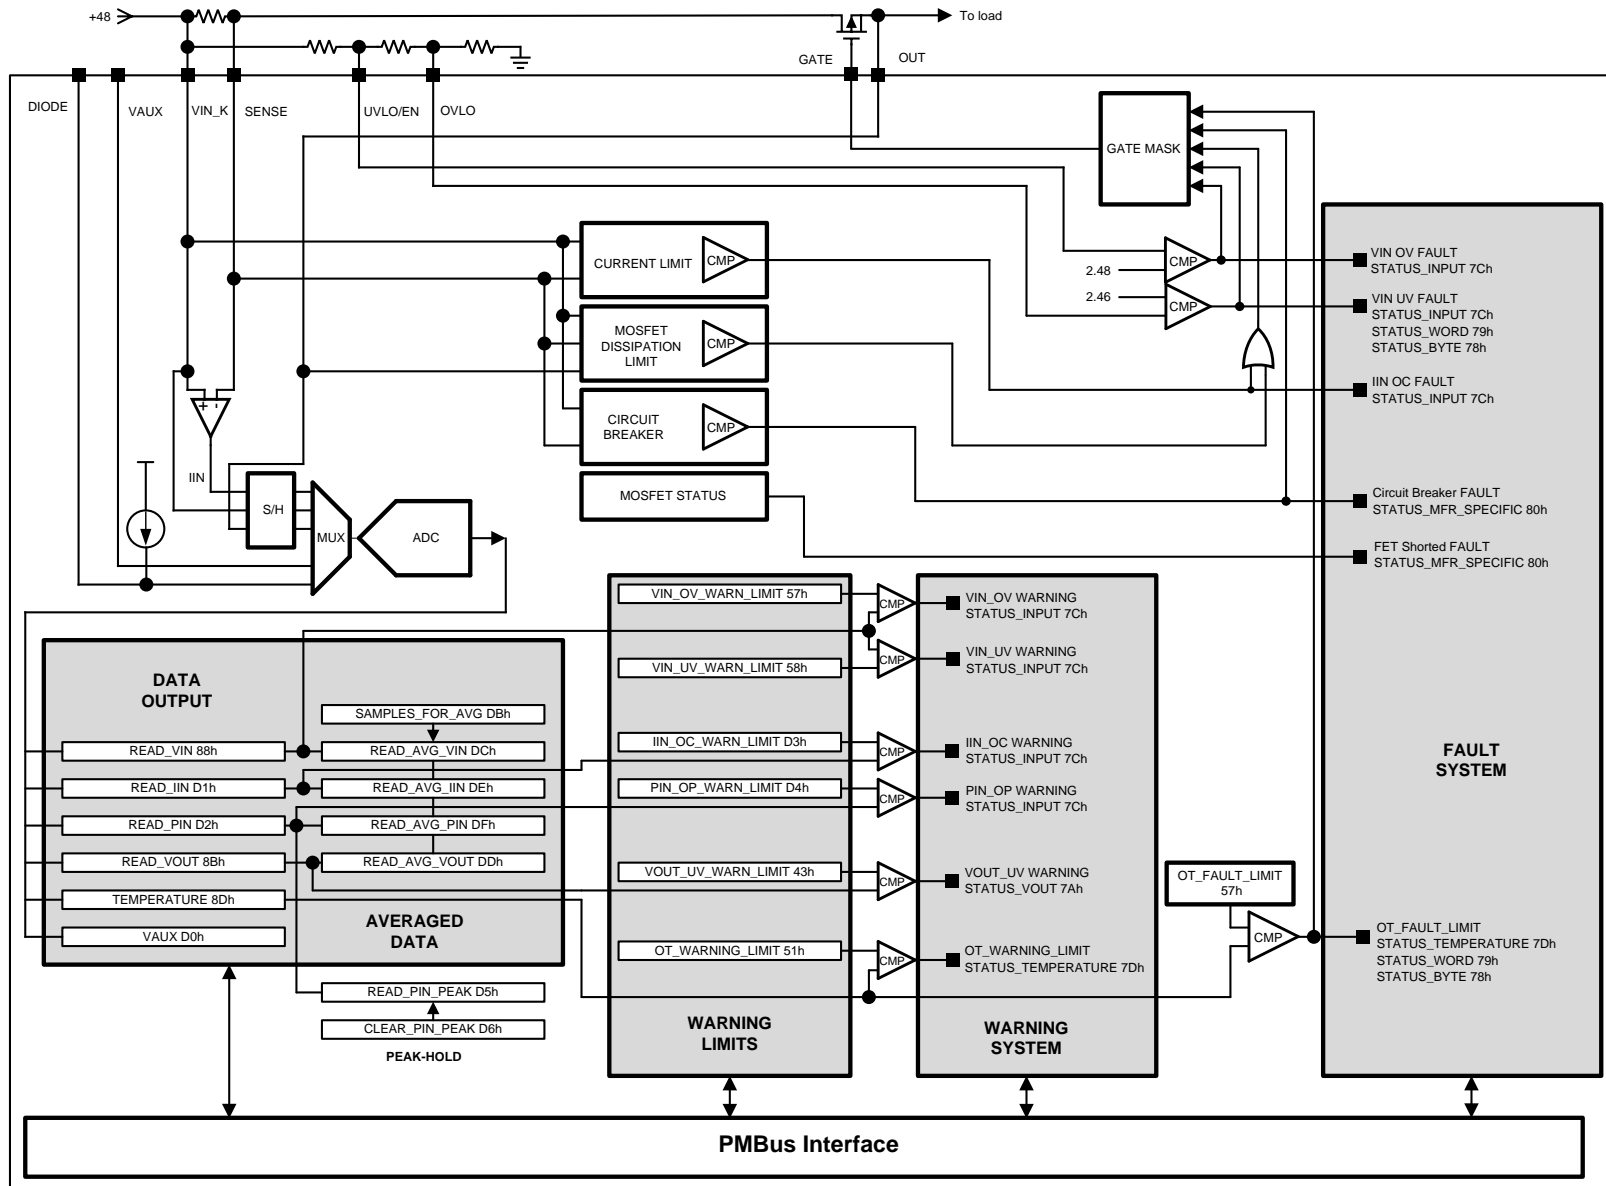 +48
To load
GATE
OUT
DIODE
VAUX
VIN_K
SENSE
UVLO/EN
OVLO
GATE MASK
CURRENT LIMIT
CMP
2.48
CMP
2.46
CMP
VIN OV FAULT
STATUS_INPUT 7Ch
VIN UV FAULT
STATUS_INPUT 7Ch
STATUS_WORD 79h
STATUS_BYTE 78h
MOSFET
DISSIPATION
LIMIT
CMP
IIN OC FAULT
STATUS_INPUT 7Ch
+
-
CIRCUIT
BREAKER
CMP
IIN
S/H
MUX
ADC
MOSFET STATUS
Circuit Breaker FAULT
STATUS_MFR_SPECIFIC 80h
FET Shorted FAULT
STATUS_MFR_SPECIFIC 80h
VIN_OV_WARN_LIMIT 57h
CMP
VIN_OV WARNING
STATUS_INPUT 7Ch
VIN_UV_WARN_LIMIT 58h
CMP
VIN_UV WARNING
STATUS_INPUT 7Ch
DATA
OUTPUT
SAMPLES_FOR_AVG DBh
READ_VIN 88h
READ_AVG_VIN DCh
READ_IIN D1h
READ_AVG_IIN DEh
READ_PIN D2h
READ_AVG_PIN DFh
READ_VOUT 8Bh
READ_AVG_VOUT DDh
TEMPERATURE 8Dh
VAUX D0h
AVERAGED
DATA
IIN_OC_WARN_LIMIT D3h
CMP
IIN_OC WARNING
STATUS_INPUT 7Ch
PIN_OP_WARN_LIMIT D4h
CMP
PIN_OP WARNING
STATUS_INPUT 7Ch
VOUT_UV_WARN_LIMIT 43h
CMP
VOUT_UV WARNING
STATUS_VOUT 7Ah
OT_WARNING_LIMIT 51h
CMP
OT_WARNING_LIMIT
STATUS_TEMPERATURE 7Dh
FAULT
SYSTEM
OT_FAULT_LIMIT
57h
CMP
OT_FAULT_LIMIT
STATUS_TEMPERATURE 7Dh
STATUS_WORD 79h
STATUS_BYTE 78h
READ_PIN_PEAK D5h
CLEAR_PIN_PEAK D6h
PEAK-HOLD
WARNING
LIMITS
WARNING
SYSTEM
PMBus Interface